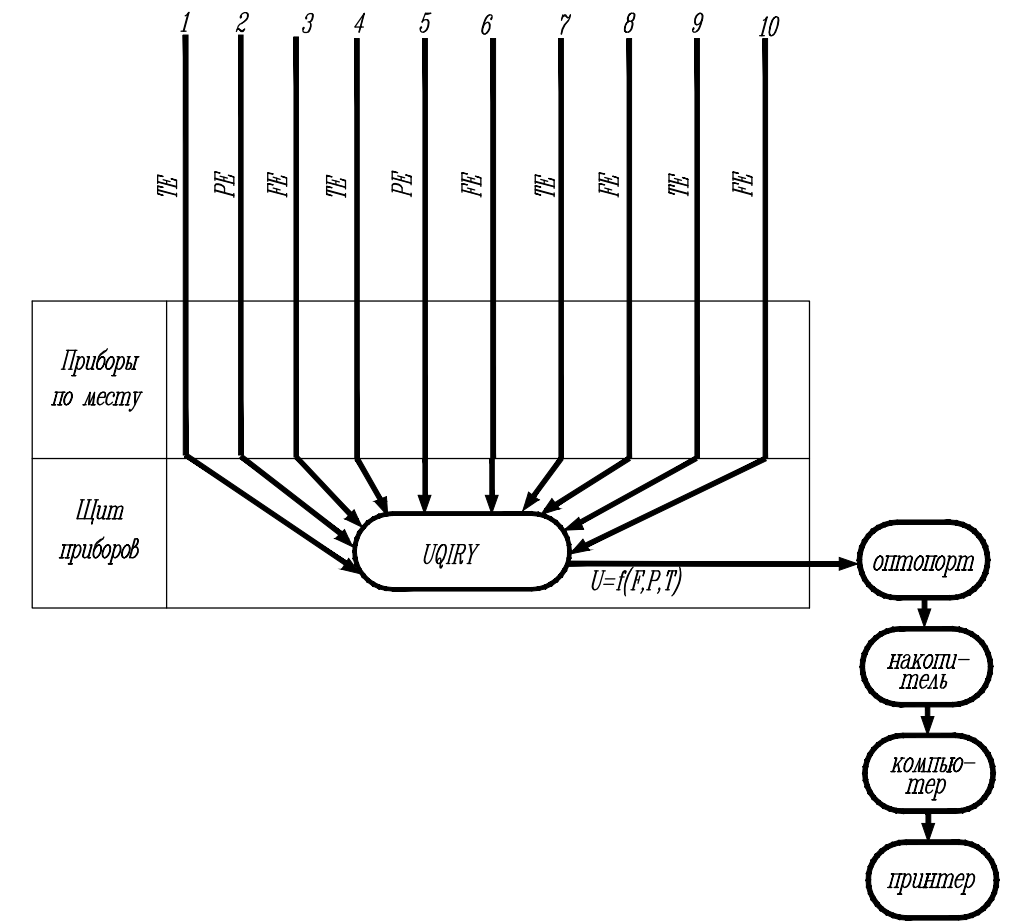 1 2 3 4 5 6 7 8 9 10
TE PE FE TE PE FE TE FE TE FE
Приборы
по месту
Щит
приборов
UQIRY
U=f(F,P,T)
оптопорт
накопи-
тель
компью-
тер
принтер